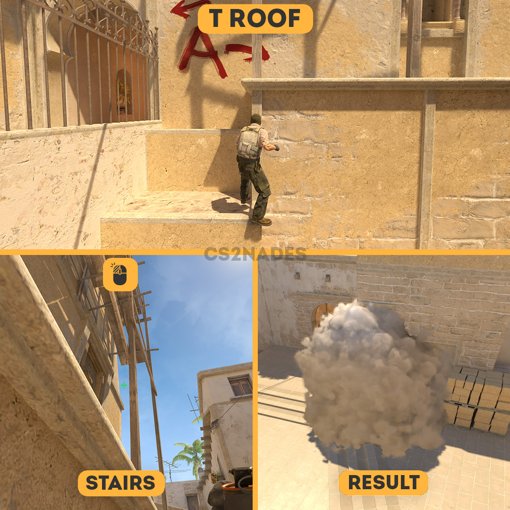 T ROOF
A
CS2NADES
STAIRS
RESULT